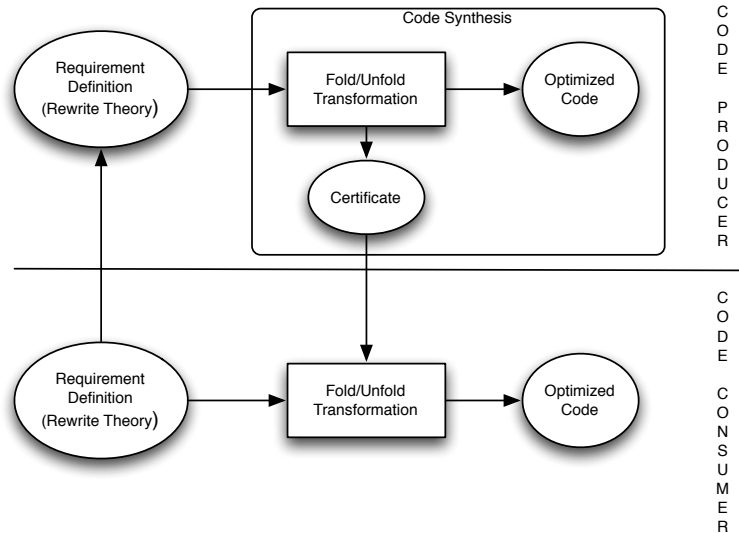 Code Synthesis
Requirement
Definition
(Rewrite Theory)
Fold/Unfold
Transformation
Optimized
Code
Certificate
C
O
D
E
P
R
O
D
U
C
E
R
Requirement
Definition
(Rewrite Theory)
Fold/Unfold
Transformation
Optimized
Code
C
O
D
E
C
O
N
S
U
M
E
R